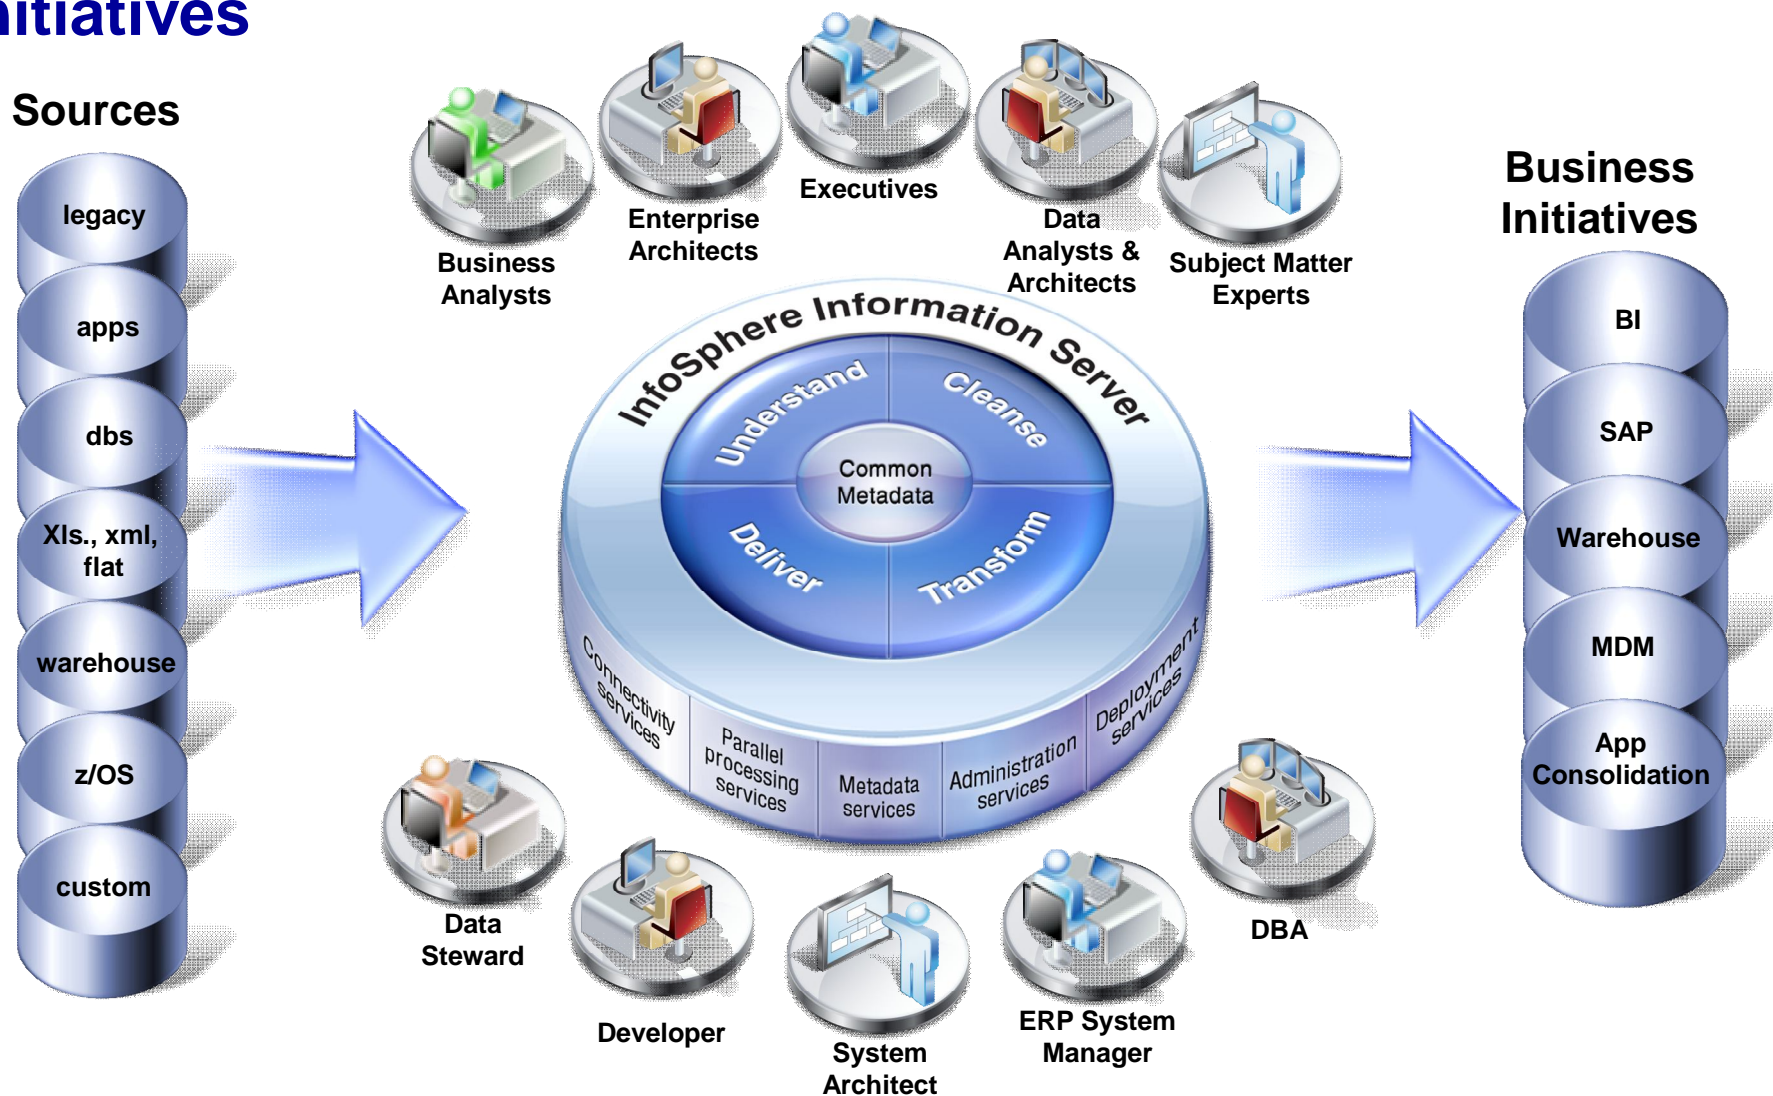 nitiatives
Sources
legacy
apps
dbs
Xls., xml,
flat
warehouse
z/OS
custom
Business
Analysts
Enterprise
Architects
Executives
Data
Analysts &
Architects
Subject Matter
Experts
InfoSphere Information Server
Understand
Cleanse
Common
Metadata
Deliver
Transform
Connectivity
services
Parallel
processing
services
Metadata
services
Administration
services
Deployment
services
Data
Steward
Developer
System
Architect
ERP System
Manager
DBA
Business
Initiatives
BI
SAP
Warehouse
MDM
App
Consolidation